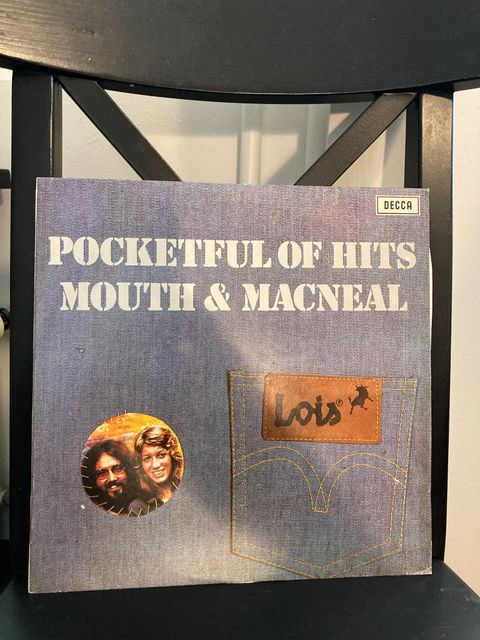 DECCA
POCKETFUL OF HITS
MOUTH & MACNEAL
Lois®